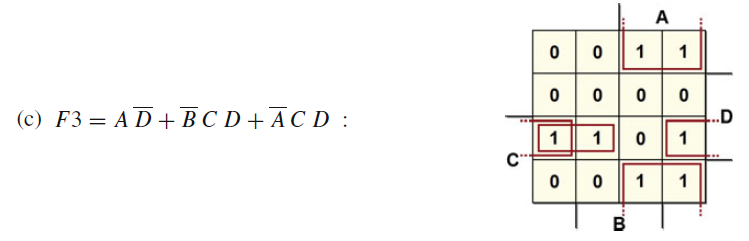 A
0 0 1 1
0 0 0 0
(c) F3 = A D̅ + B̅ C D + A̅ C D :
D
1 1 0 1
C
0 0 1 1
B